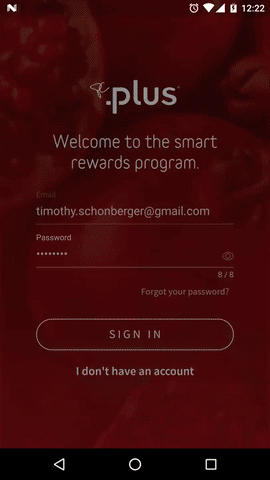 12:22
.plus
Welcome to the smart
rewards program.
Email
timothy.schonberger@gmail.com
Password
••••••••
8 / 8
Forgot your password?
SIGN IN
I don't have an account